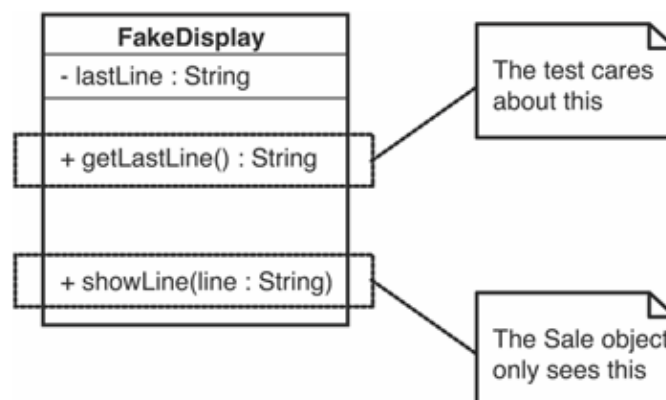 FakeDisplay
- lastLine : String
The test cares
about this
+ getLastLine() : String
+ showLine(line : String)
The Sale object
only sees this